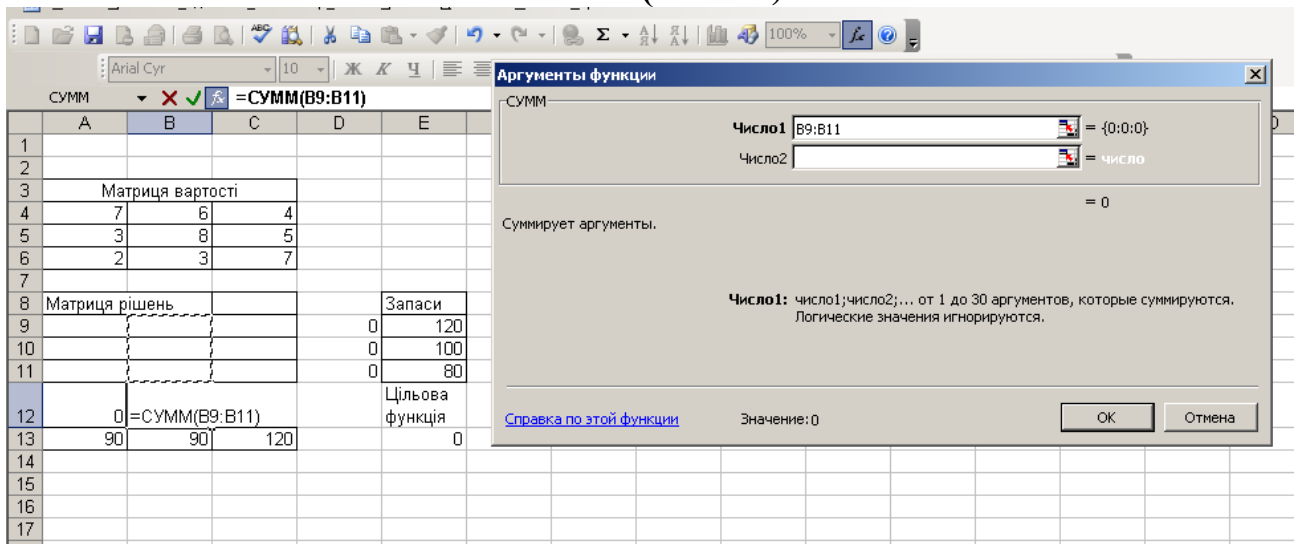 ABC Σ А Я Я А 100% fx ?
Arial Cyr 10 Ж К Ч
СУММ fx =СУММ(B9:B11)
A B C D E
1
2
3 Матриця вартості
4 7 6 4
5 3 8 5
6 2 3 7
7
8 Матриця рішень Запаси
9 0 120
10 0 100
11 0 80
Цільова
12 0 =СУММ(B9:B11) функція
13 90 90 120 0
14
15
16
17
Аргументы функции
СУММ
Число1 B9:B11 = {0:0:0}
Число2 = число
= 0
Суммирует аргументы.
Число1: число1;число2;... от 1 до 30 аргументов, которые суммируются.
Логические значения игнорируются.
Справка по этой функции Значение:0 ОК Отмена